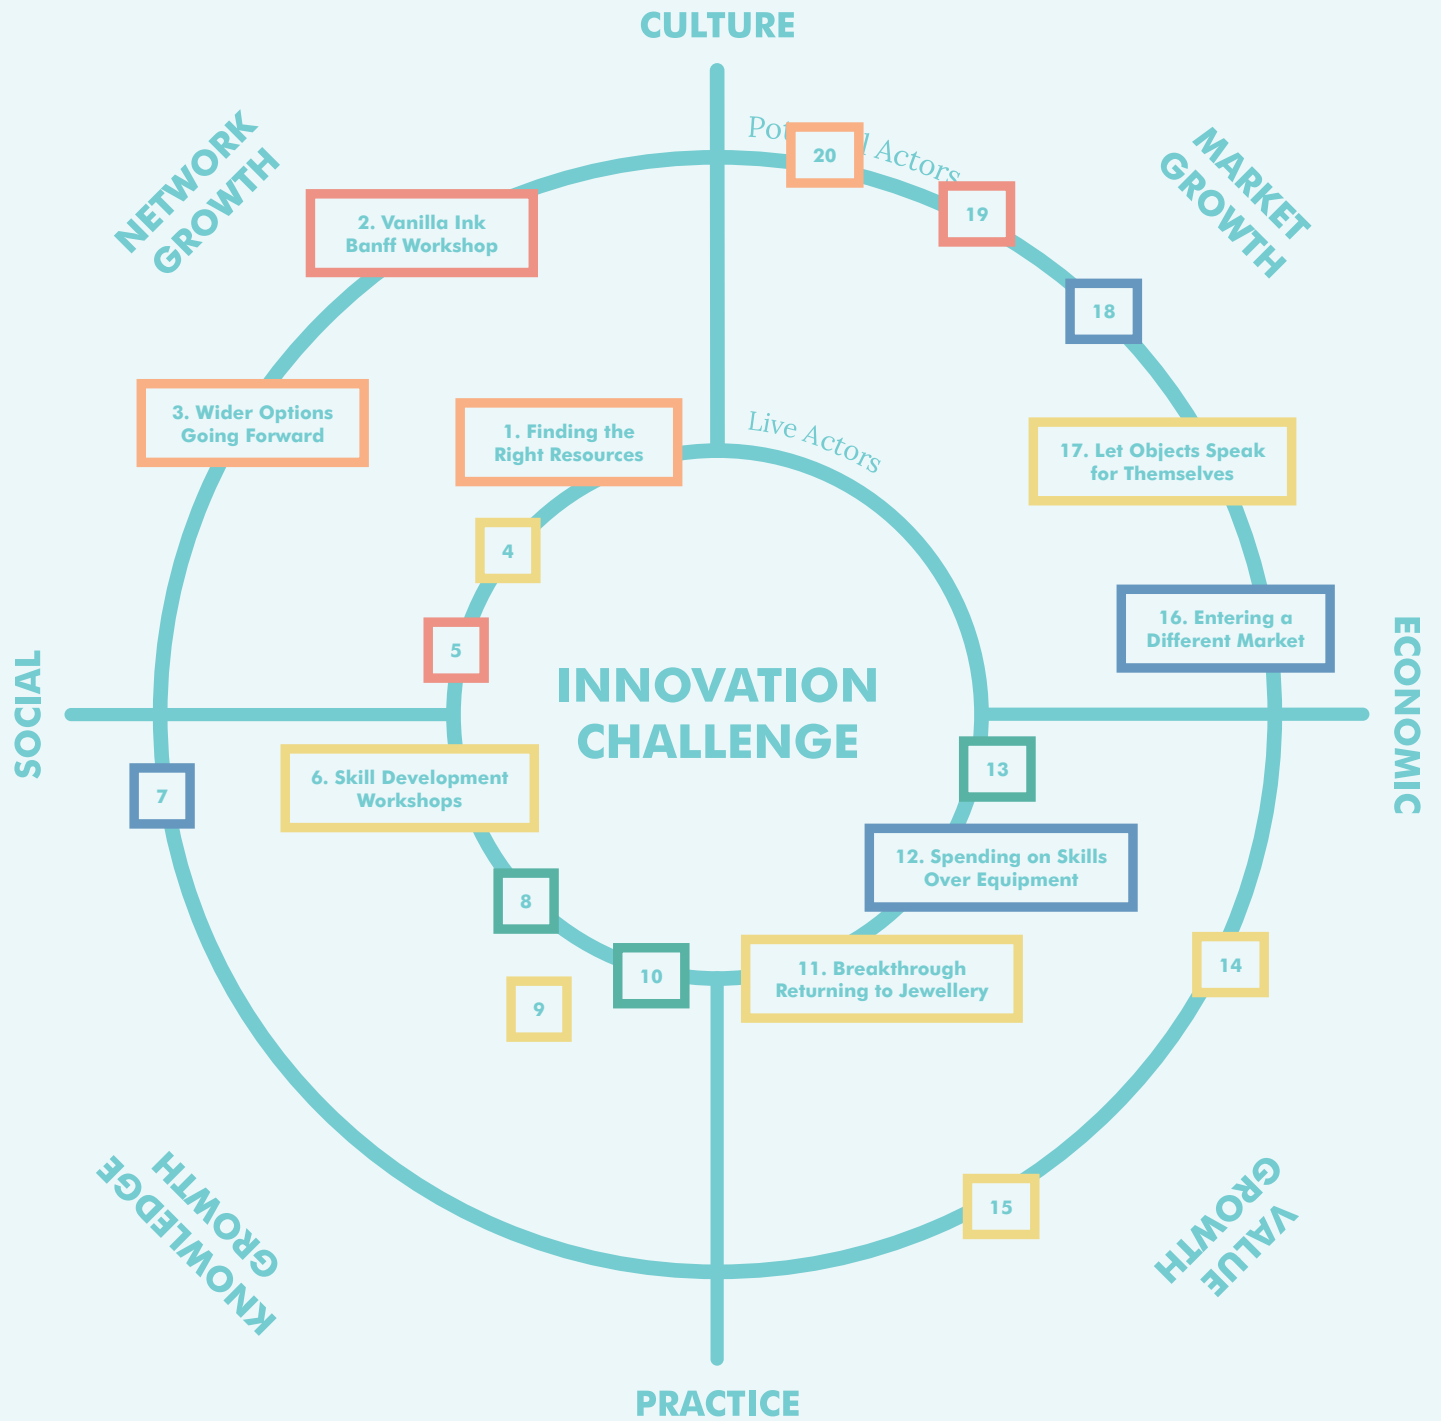 CULTURE
NETWORK
GROWTH
MARKET
GROWTH
Actors
20
19
2. Vanilla Ink
Banff Workshop
18
3. Wider Options
Going Forward
1. Finding the
Right Resources
Live Actors
17. Let Objects Speak
for Themselves
4
16. Entering a
Different Market
5
INNOVATION
CHALLENGE
SOCIAL
ECONOMIC
6. Skill Development
Workshops
7
13
12. Spending on Skills
Over Equipment
8
11. Breakthrough
Returning to Jewellery
10
14
9
15
KNOWLEDGE
GROWTH
VALUE
GROWTH
PRACTICE